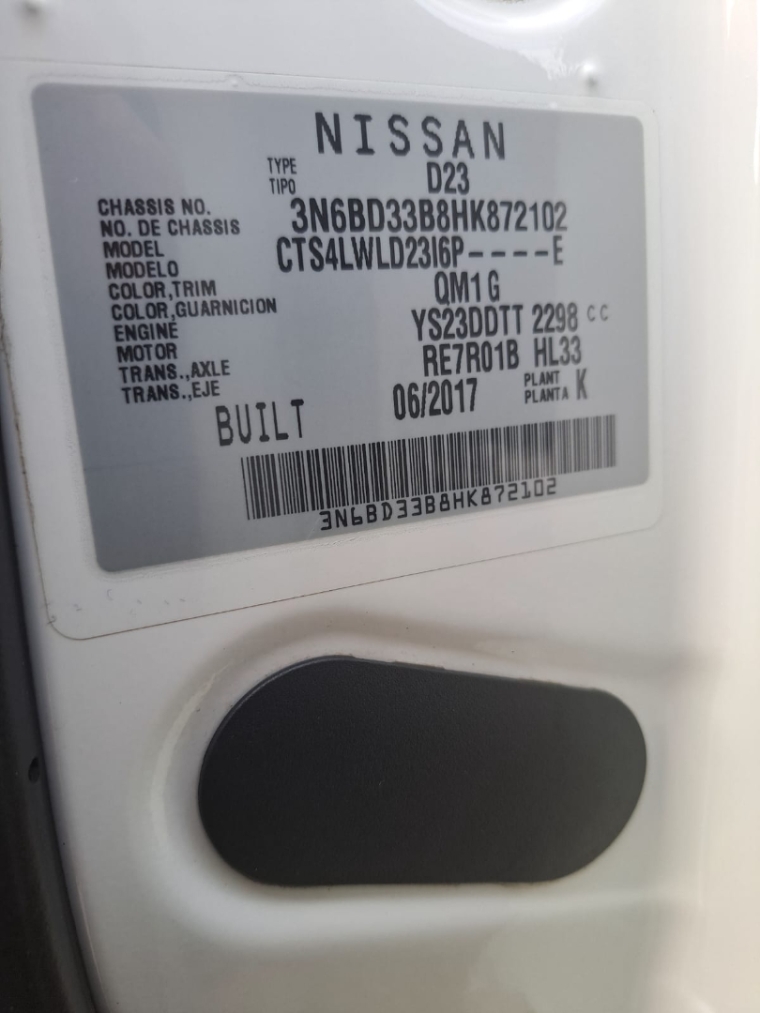 NISSAN
TYPE
TIPO D23
CHASSIS NO.
NO. DE CHASSIS 3N6BD33B8HK872102
MODEL
MODELO CTS4LWLD23I6P----E
COLOR,TRIM
COLOR,GUARNICION QM1 G
ENGINE
MOTOR YS23DDTT 2298 CC
TRANS.,AXLE
TRANS.,EJE RE7R01B HL33
BUILT 06/2017 PLANT
PLANTA K
3N6BD33B8HK872102